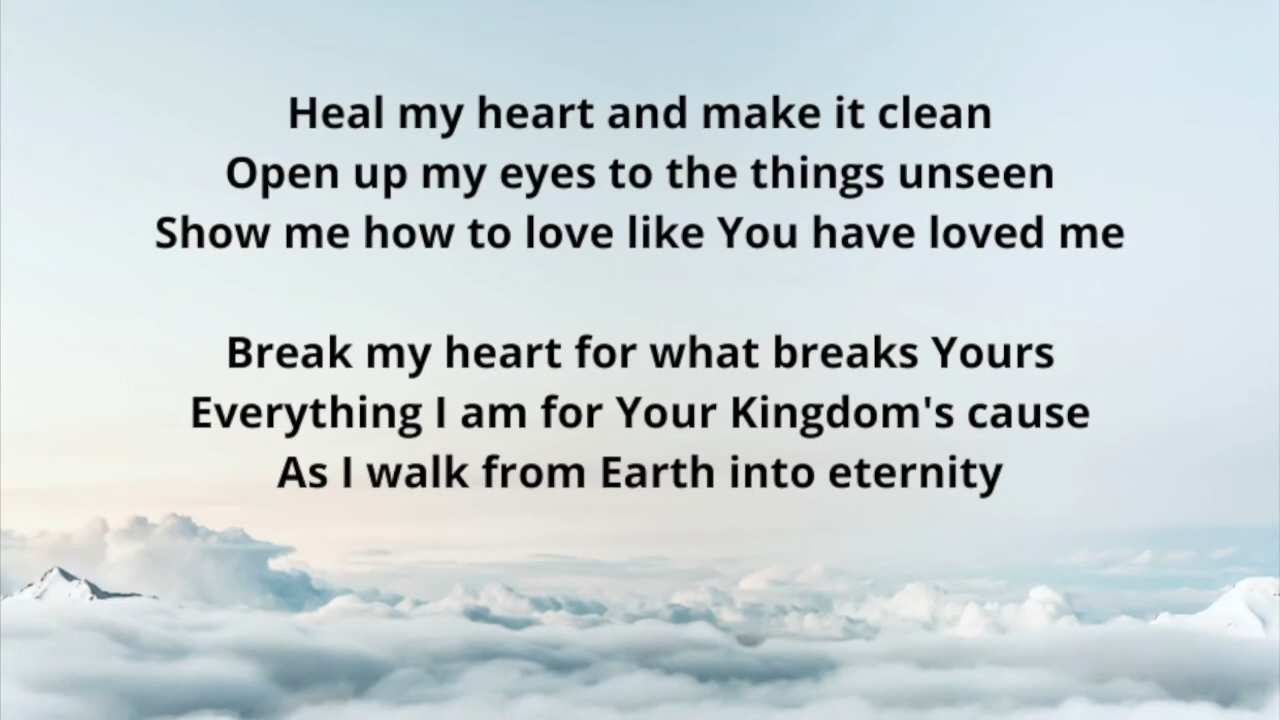 Heal my heart and make it clean
Open up my eyes to the things unseen
Show me how to love like You have loved me
Break my heart for what breaks Yours
Everything I am for Your Kingdom's cause
As I walk from Earth into eternity